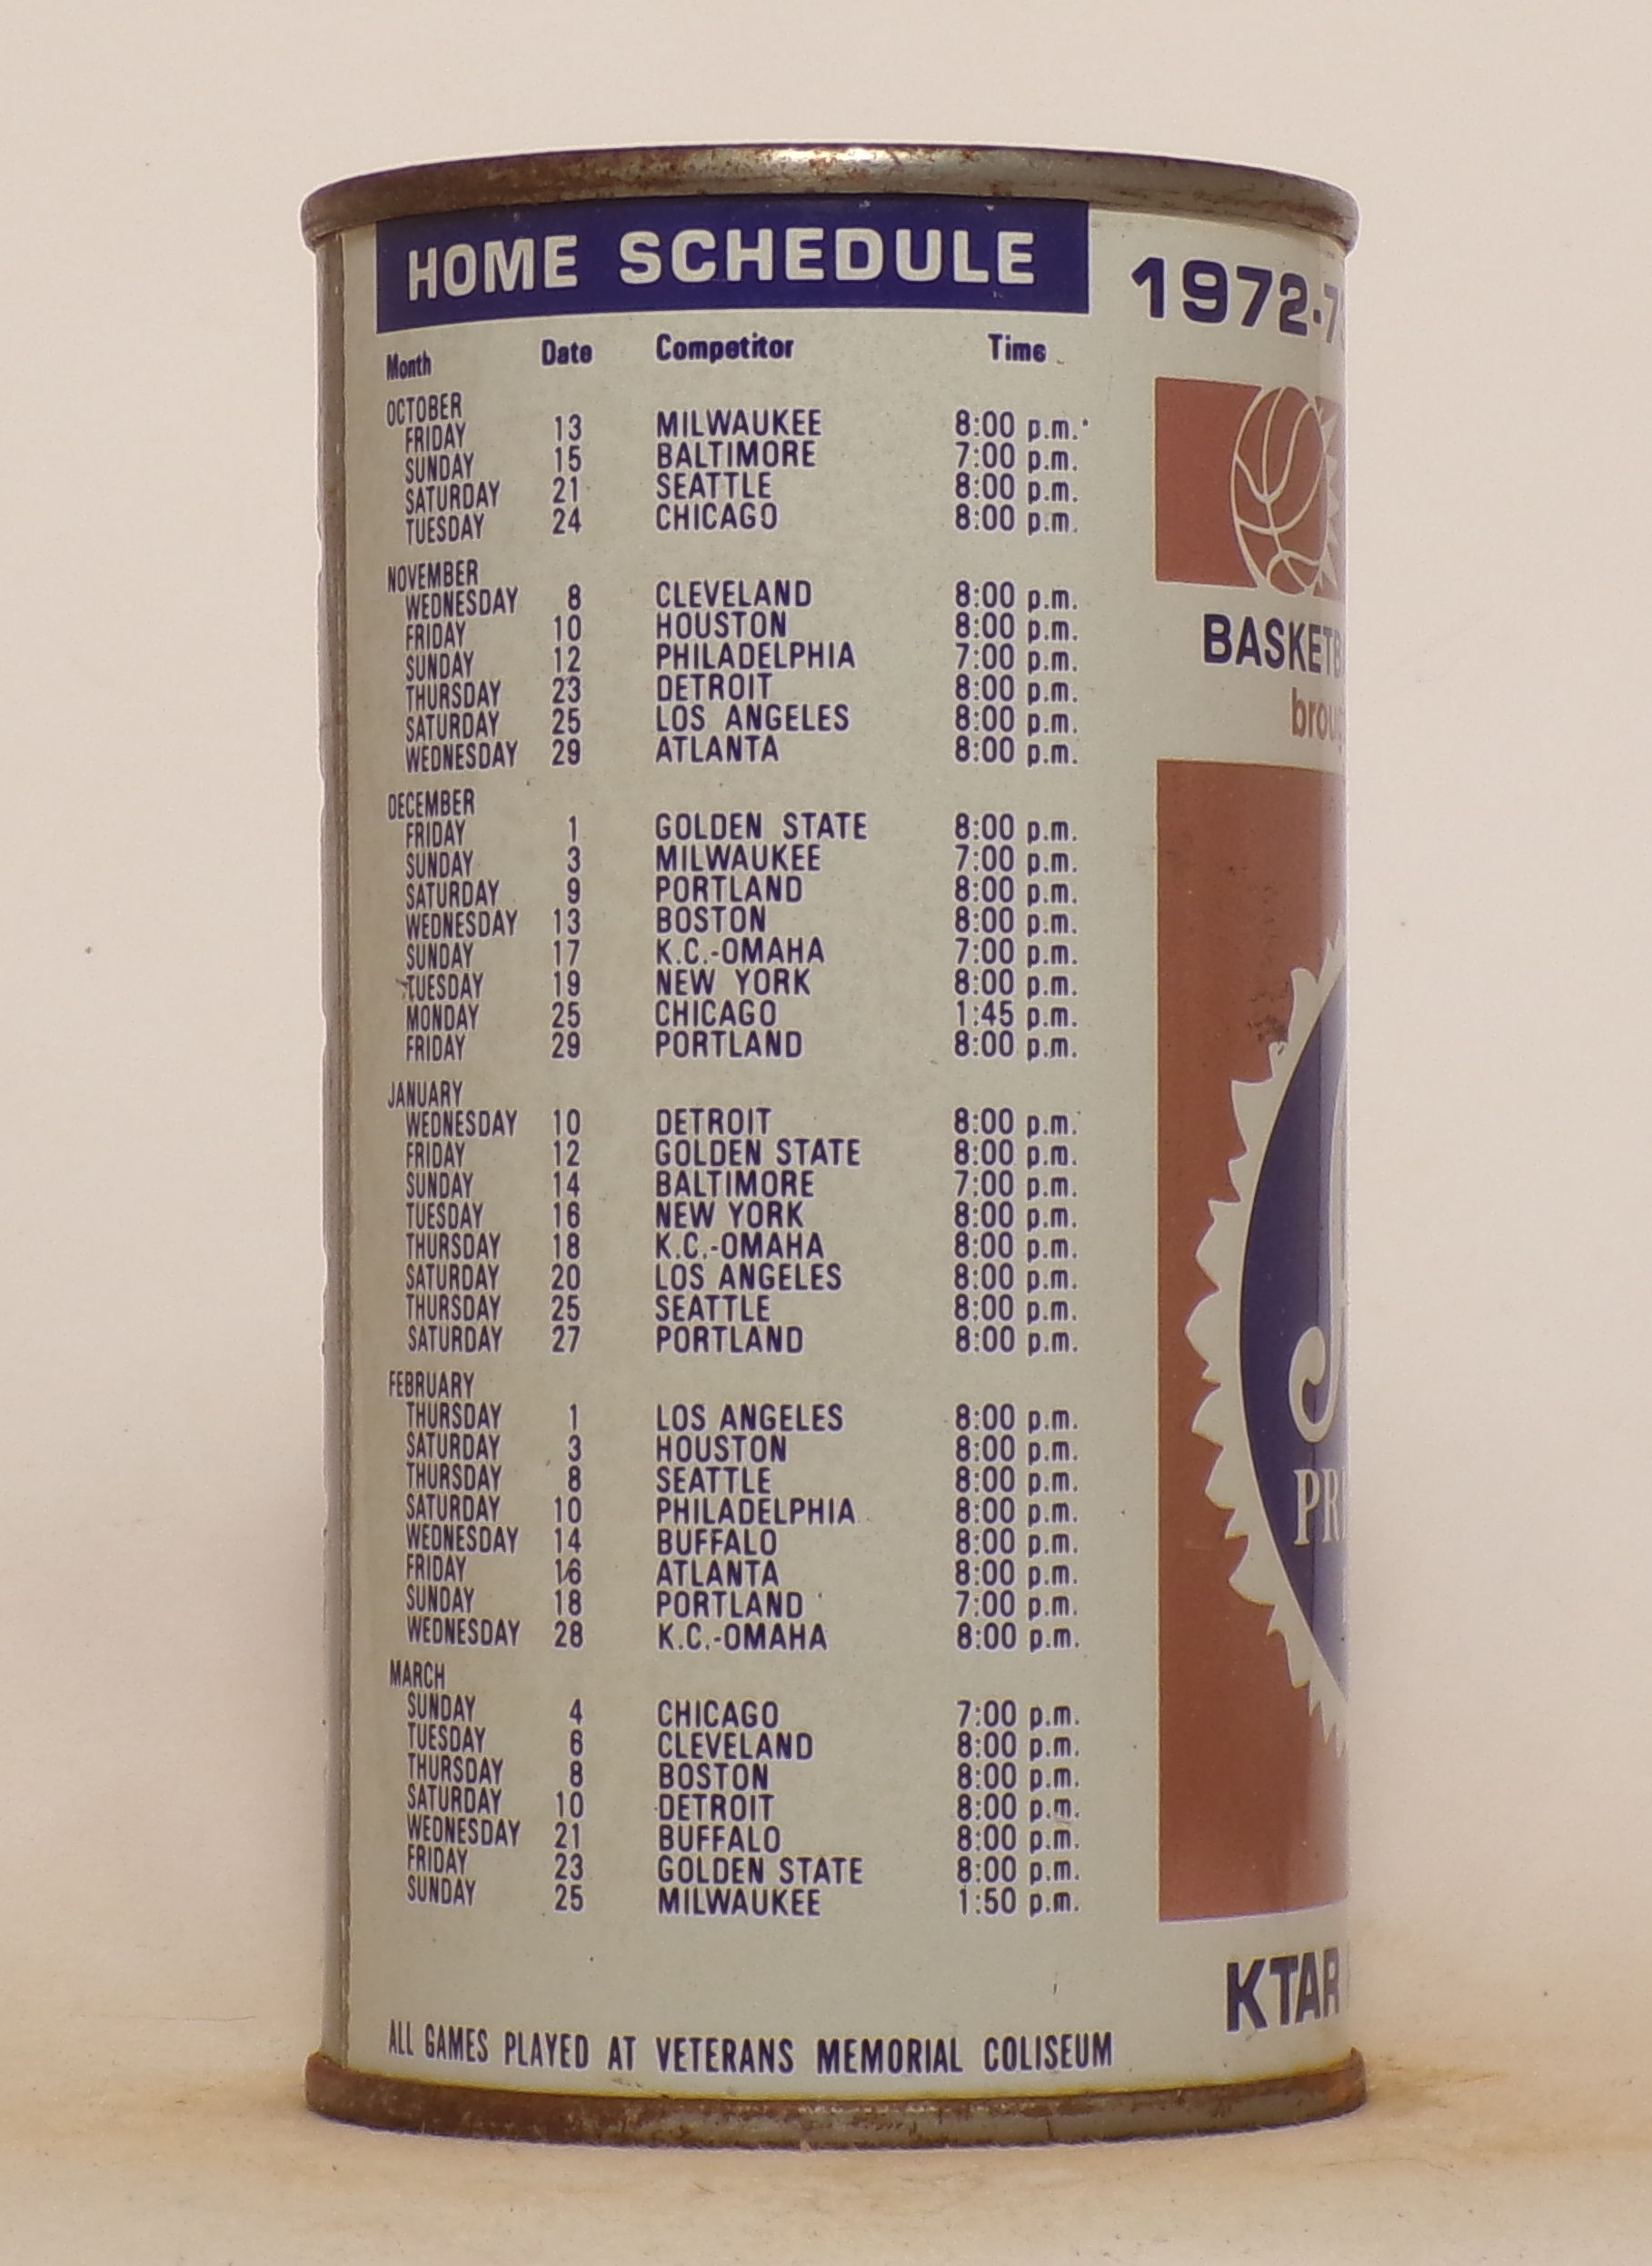 HOME SCHEDULE
Month Date Competitor Time
OCTOBER
FRIDAY 13 MILWAUKEE 8:00 p.m.
SUNDAY 15 BALTIMORE 7:00 p.m.
SATURDAY 21 SEATTLE 8:00 p.m.
TUESDAY 24 CHICAGO 8:00 p.m.
NOVEMBER
WEDNESDAY 8 CLEVELAND 8:00 p.m.
FRIDAY 10 HOUSTON 8:00 p.m.
SUNDAY 12 PHILADELPHIA 7:00 p.m.
THURSDAY 23 DETROIT 8:00 p.m.
SATURDAY 25 LOS ANGELES 8:00 p.m.
WEDNESDAY 29 ATLANTA 8:00 p.m.
DECEMBER
FRIDAY 1 GOLDEN STATE 8:00 p.m.
SUNDAY 3 MILWAUKEE 7:00 p.m.
SATURDAY 9 PORTLAND 8:00 p.m.
WEDNESDAY 13 BOSTON 8:00 p.m.
SUNDAY 17 K.C.-OMAHA 7:00 p.m.
TUESDAY 19 NEW YORK 8:00 p.m.
MONDAY 25 CHICAGO 1:45 p.m.
FRIDAY 29 PORTLAND 8:00 p.m.
JANUARY
WEDNESDAY 10 DETROIT 8:00 p.m.
FRIDAY 12 GOLDEN STATE 8:00 p.m.
SUNDAY 14 BALTIMORE 7:00 p.m.
TUESDAY 16 NEW YORK 8:00 p.m.
THURSDAY 18 K.C.-OMAHA 8:00 p.m.
SATURDAY 20 LOS ANGELES 8:00 p.m.
THURSDAY 25 SEATTLE 8:00 p.m.
SATURDAY 27 PORTLAND 8:00 p.m.
FEBRUARY
THURSDAY 1 LOS ANGELES 8:00 p.m.
SATURDAY 3 HOUSTON 8:00 p.m.
THURSDAY 8 SEATTLE 8:00 p.m.
SATURDAY 10 PHILADELPHIA 8:00 p.m.
WEDNESDAY 14 BUFFALO 8:00 p.m.
FRIDAY 16 ATLANTA 8:00 p.m.
SUNDAY 18 PORTLAND 7:00 p.m.
WEDNESDAY 28 K.C.-OMAHA 8:00 p.m.
MARCH
SUNDAY 4 CHICAGO 7:00 p.m.
TUESDAY 6 CLEVELAND 8:00 p.m.
THURSDAY 8 BOSTON 8:00 p.m.
SATURDAY 10 DETROIT 8:00 p.m.
WEDNESDAY 21 BUFFALO 8:00 p.m.
FRIDAY 23 GOLDEN STATE 8:00 p.m.
SUNDAY 25 MILWAUKEE 1:50 p.m.
ALL GAMES PLAYED AT VETERANS MEMORIAL COLISEUM
1972-7
BASKETB
brou
PRI
KTAR